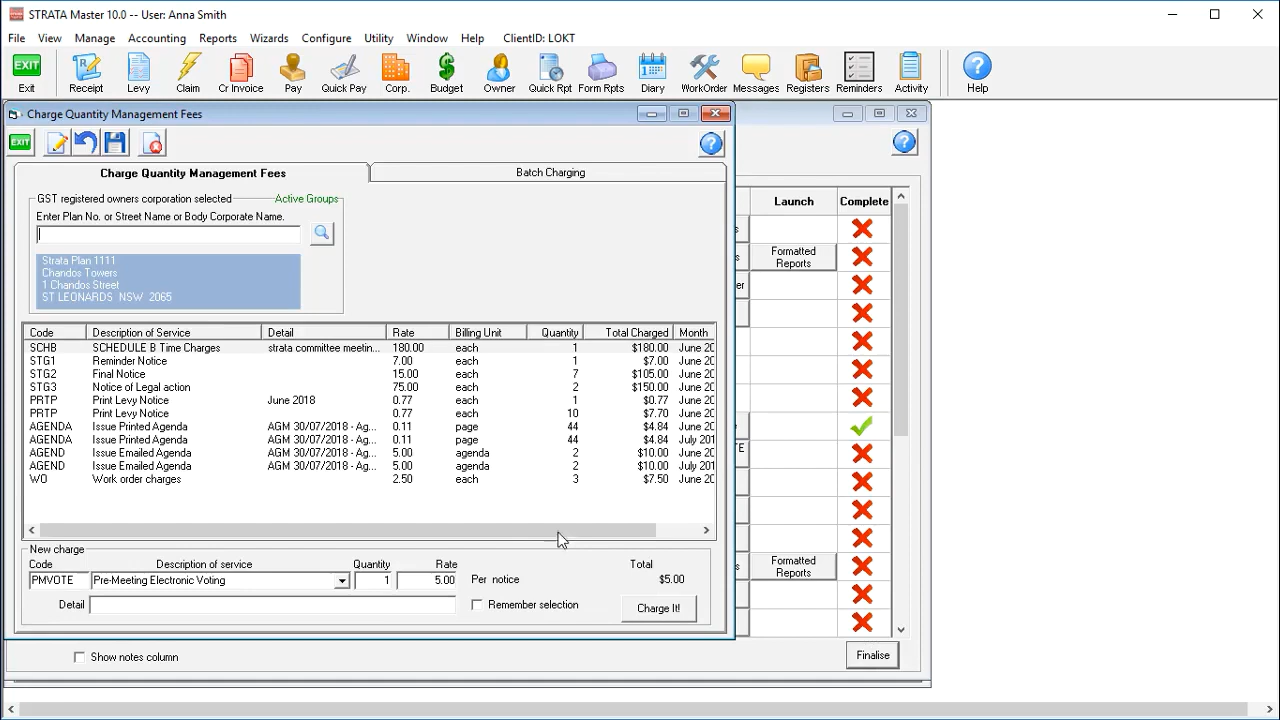 STRATA Master 10.0 -- User: Anna Smith
File View Manage Accounting Reports Wizards Configure Utility Window Help ClientID: LOKT
EXIT
Exit Receipt Levy Claim Cr Invoice Pay Quick Pay Corp. Budget Owner Quick Rpt Form Rpts Diary WorkOrder Messages Registers Reminders Activity Help
Charge Quantity Management Fees
EXIT
Charge Quantity Management Fees Batch Charging
GST registered owners corporation selected Active Groups
Enter Plan No. or Street Name or Body Corporate Name.
Strata Plan 1111
Chandos Towers
1 Chandos Street
ST LEONARDS NSW 2065
Code Description of Service Detail Rate Billing Unit Quantity Total Charged Month
SCHB SCHEDULE B Time Charges strata committee meetin... 180.00 each 1 $180.00 June 20
STG1 Reminder Notice 7.00 each 1 $7.00 June 20
STG2 Final Notice 15.00 each 7 $105.00 June 20
STG3 Notice of Legal action 75.00 each 2 $150.00 June 20
PRTP Print Levy Notice June 2018 0.77 each 1 $0.77 June 20
PRTP Print Levy Notice 0.77 each 10 $7.70 June 20
AGENDA Issue Printed Agenda AGM 30/07/2018 - Ag... 0.11 page 44 $4.84 June 20
AGENDA Issue Printed Agenda AGM 30/07/2018 - Ag... 0.11 page 44 $4.84 July 201
AGEND Issue Emailed Agenda AGM 30/07/2018 - Ag... 5.00 agenda 2 $10.00 June 20
AGEND Issue Emailed Agenda AGM 30/07/2018 - Ag... 5.00 agenda 2 $10.00 July 201
WO Work order charges 2.50 each 3 $7.50 June 20
New charge
Code Description of service Quantity Rate Total
PMVOTE Pre-Meeting Electronic Voting 1 5.00 Per notice $5.00
Detail Remember selection Charge It!
Launch Complete
s
s Formatted
Reports
er
TE
s Formatted
Reports
Show notes column Finalise